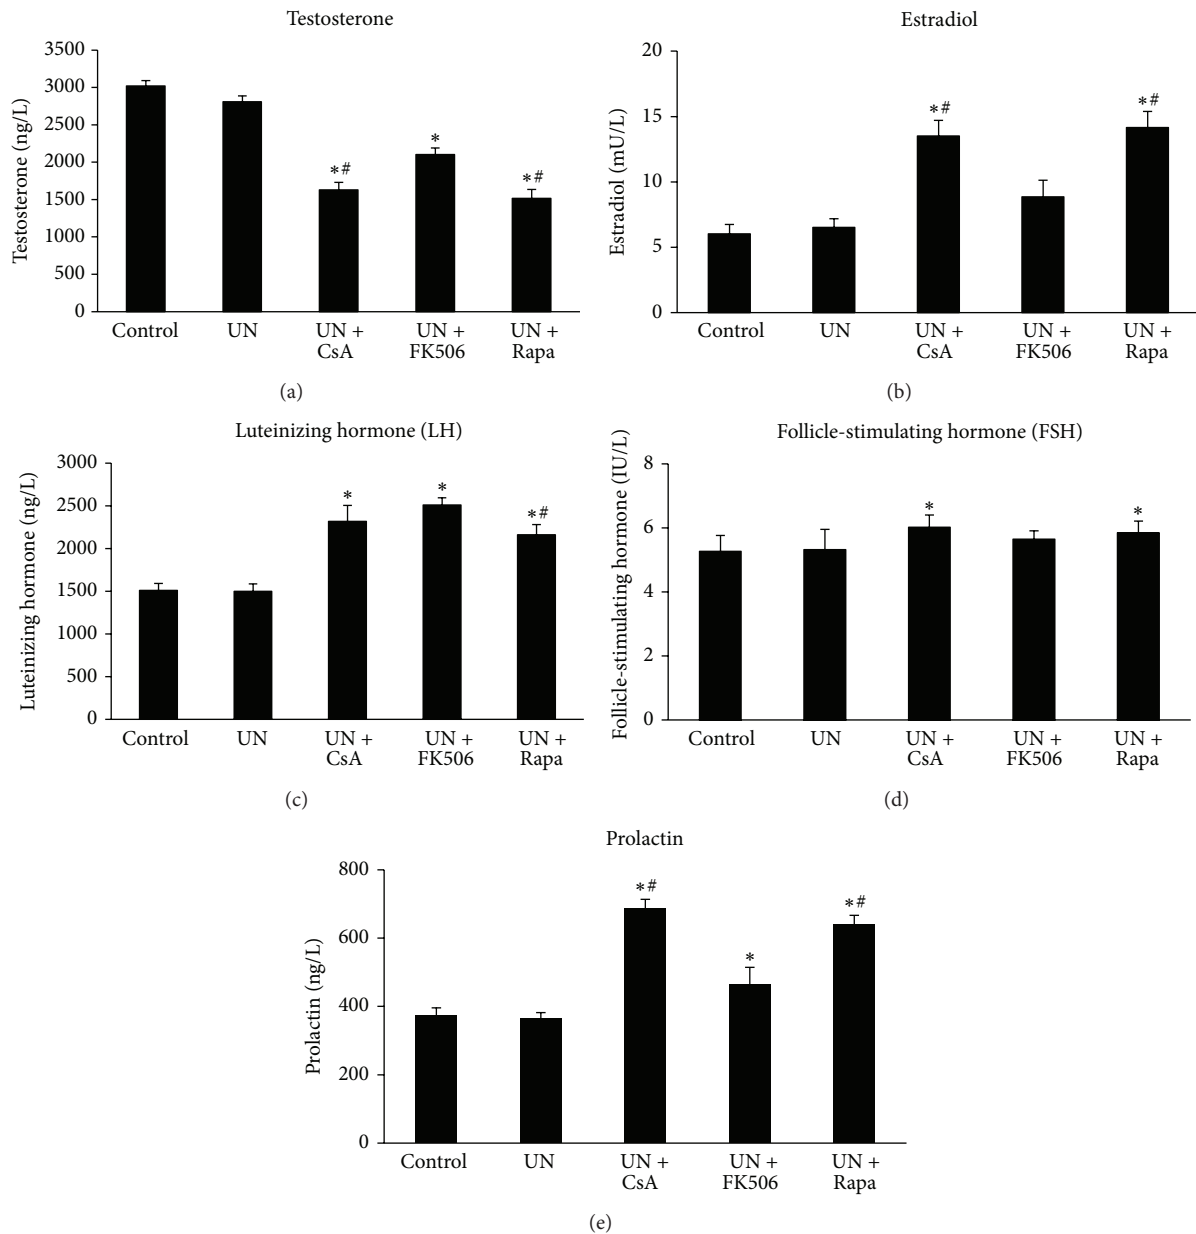 Testosterone
Testosterone (ng/L)
3500
3000
2500
2000
1500
1000
500
0
*#
*
*#
Control
UN
UN +
CsA
UN +
FK506
UN +
Rapa
(a)
Estradiol
Estradiol (mU/L)
20
15
10
5
0
*#
*#
Control
UN
UN +
CsA
UN +
FK506
UN +
Rapa
(b)
Luteinizing hormone (LH)
Luteinizing hormone (ng/L)
3000
2500
2000
1500
1000
500
0
*
*
*#
Control
UN
UN +
CsA
UN +
FK506
UN +
Rapa
(c)
Follicle-stimulating hormone (FSH)
Follicle-stimulating hormone (IU/L)
8
6
4
2
0
*
*
Control
UN
UN +
CsA
UN +
FK506
UN +
Rapa
(d)
Prolactin
Prolactin (ng/L)
800
600
400
200
0
*#
*
*#
Control
UN
UN +
CsA
UN +
FK506
UN +
Rapa
(e)